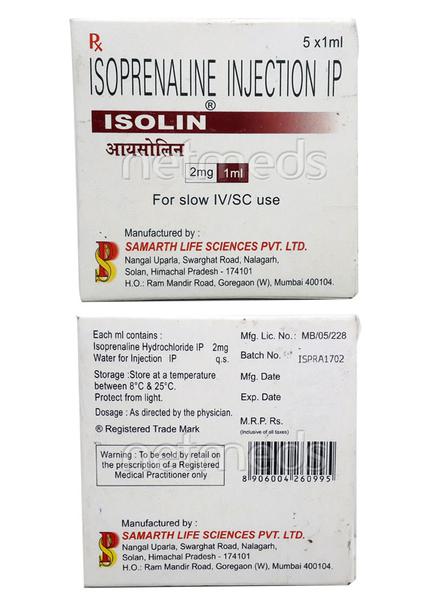 Rx 5 x1ml
ISOPRENALINE INJECTION IP
®
ISOLIN
आयसोलिन
netmeds
2mg 1ml
For slow IV/SC use
Manufactured by :
SAMARTH LIFE SCIENCES PVT. LTD.
Nangal Uparla, Swarghat Road, Nalagarh,
Solan, Himachal Pradesh - 174101
H.O.: Ram Mandir Road, Goregaon (W), Mumbai 400104.
Each ml contains :
Isoprenaline Hydrochloride IP 2mg
Water for Injection IP q.s.
Storage : Store at a temperature
between 8°C & 25°C.
Protect from light.
Dosage : As directed by the physician.
® Registered Trade Mark
Warning : To be sold by retail on
the prescription of a Registered
Medical Practitioner only
Mfg. Lic. No.: MB/05/228
Batch No. ISPRA1702
Mfg. Date
Exp. Date
M.R.P. Rs.
(Inclusive of all taxes)
8 906004 260995
netmeds
Manufactured by :
SAMARTH LIFE SCIENCES PVT. LTD.
Nangal Uparla, Swarghat Road, Nalagarh,
Solan, Himachal Pradesh - 174101
H.O.: Ram Mandir Road, Goregaon (W), Mumbai 400104.